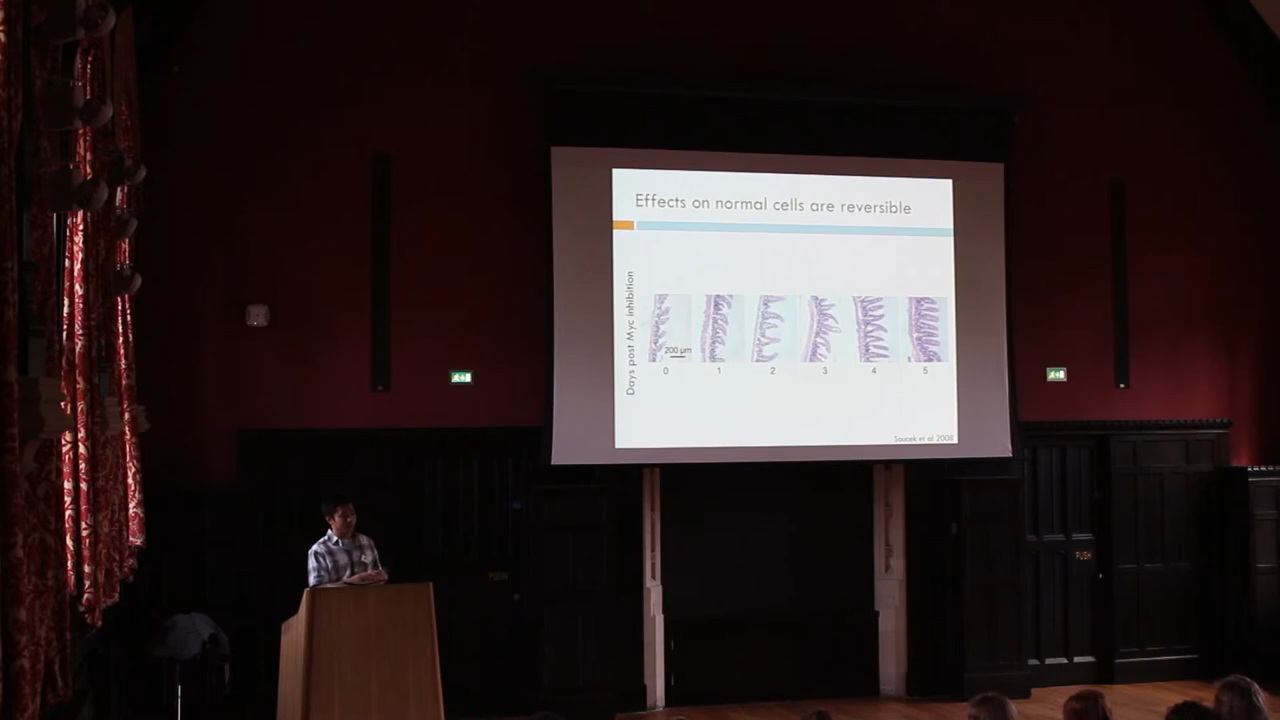 Effects on normal cells are reversible
Days post Myc inhibition
200 μm
0 1 2 3 4 5
Soucek et al 2008
PUSH